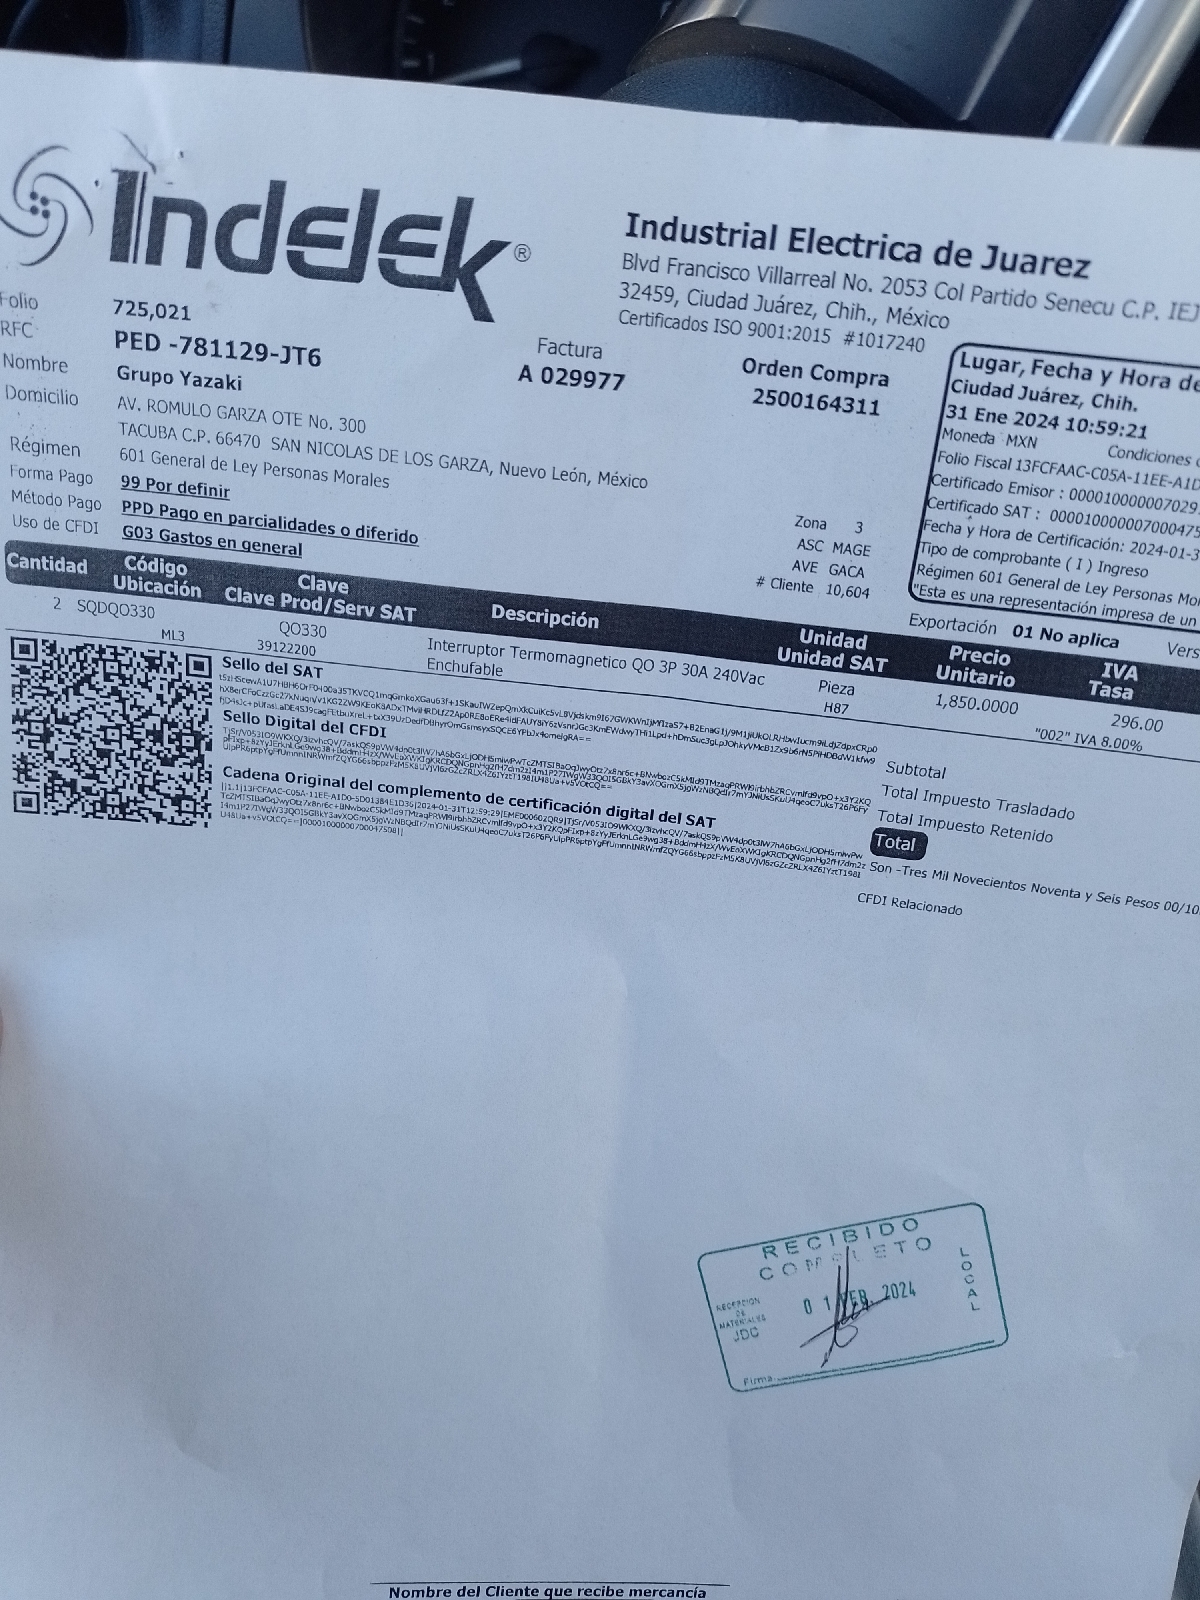 Indelek®
Industrial Electrica de Juarez
Blvd Francisco Villarreal No. 2053 Col Partido Senecu C.P. IEJ
32459, Ciudad Juárez, Chih., México
Certificados ISO 9001:2015 #1017240
Folio 725,021
RFC PED -781129-JT6
Nombre Grupo Yazaki
Domicilio AV. ROMULO GARZA OTE No. 300
TACUBA C.P. 66470 SAN NICOLAS DE LOS GARZA, Nuevo León, México
Régimen 601 General de Ley Personas Morales
Forma Pago 99 Por definir
Método Pago PPD Pago en parcialidades o diferido
Uso de CFDI G03 Gastos en general
Factura
A 029977
Orden Compra
2500164311
Zona 3
ASC MAGE
AVE GACA
# Cliente 10,604
Lugar, Fecha y Hora de
Ciudad Juárez, Chih.
31 Ene 2024 10:59:21
Moneda MXN Condiciones
Folio Fiscal 13FCFAAC-C05A-11EE-A1D
Certificado Emisor : 000010000007029
Certificado SAT : 000010000007000475
Fecha y Hora de Certificación: 2024-01-3
Tipo de comprobante ( I ) Ingreso
Régimen 601 General de Ley Personas Mor
"Esta es una representación impresa de un
Exportación 01 No aplica Vers
Cantidad Código Ubicación Clave Clave Prod/Serv SAT Descripción Unidad Unidad SAT Precio Unitario IVA Tasa
2 SQDQO330 QO330 Interruptor Termomagnetico QO 3P 30A 240Vac Pieza 1,850.0000 296.00
ML3 39122200 Enchufable H87 "002" IVA 8.00%
Sello del SAT
Sello Digital del CFDI
Cadena Original del complemento de certificación digital del SAT
Subtotal
Total Impuesto Trasladado
Total Impuesto Retenido
Total
Son -Tres Mil Novecientos Noventa y Seis Pesos 00/10
CFDI Relacionado
RECIBIDO
COMPLETO
LOCAL
RECEPCION
DE
MATERIALES
JDC
0 1 FEB. 2024
Firma
Nombre del Cliente que recibe mercancía